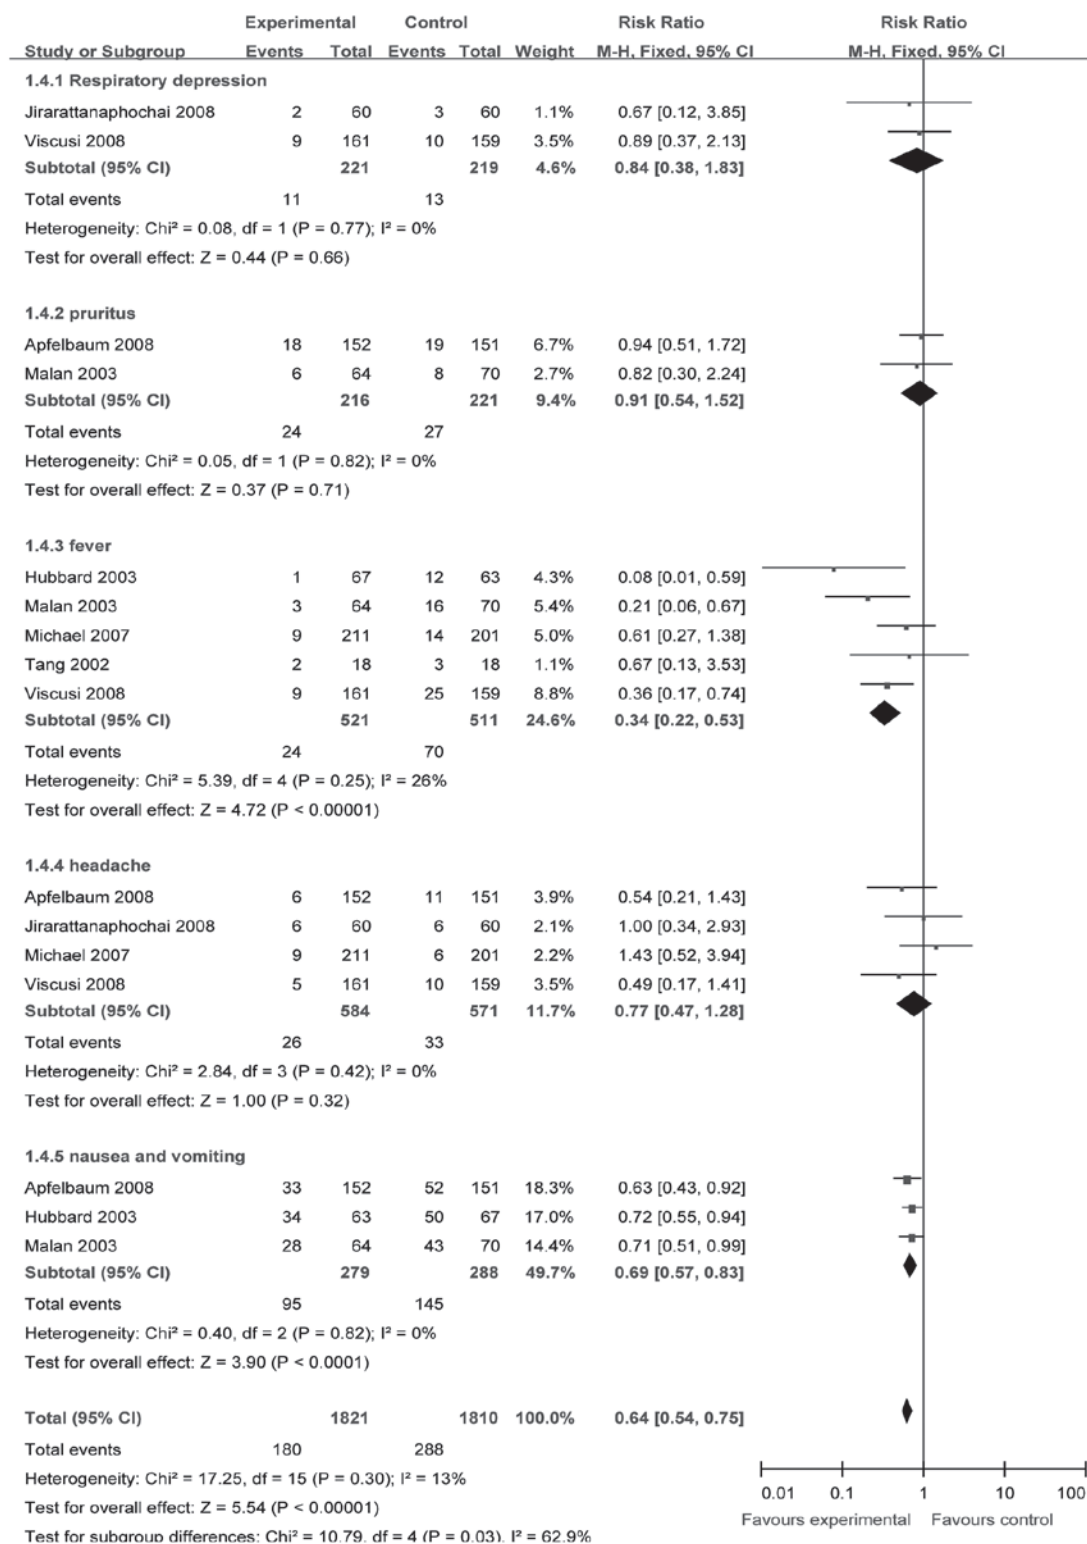 Experimental Control Risk Ratio Risk Ratio
Study or Subgroup Events Total Events Total Weight M-H, Fixed, 95% CI M-H, Fixed, 95% CI
1.4.1 Respiratory depression
Jirarattanaphochai 2008 2 60 3 60 1.1% 0.67 [0.12, 3.85]
Viscusi 2008 9 161 10 159 3.5% 0.89 [0.37, 2.13]
Subtotal (95% CI) 221 219 4.6% 0.84 [0.38, 1.83]
Total events 11 13
Heterogeneity: Chi² = 0.08, df = 1 (P = 0.77); I² = 0%
Test for overall effect: Z = 0.44 (P = 0.66)
1.4.2 pruritus
Apfelbaum 2008 18 152 19 151 6.7% 0.94 [0.51, 1.72]
Malan 2003 6 64 8 70 2.7% 0.82 [0.30, 2.24]
Subtotal (95% CI) 216 221 9.4% 0.91 [0.54, 1.52]
Total events 24 27
Heterogeneity: Chi² = 0.05, df = 1 (P = 0.82); I² = 0%
Test for overall effect: Z = 0.37 (P = 0.71)
1.4.3 fever
Hubbard 2003 1 67 12 63 4.3% 0.08 [0.01, 0.59]
Malan 2003 3 64 16 70 5.4% 0.21 [0.06, 0.67]
Michael 2007 9 211 14 201 5.0% 0.61 [0.27, 1.38]
Tang 2002 2 18 3 18 1.1% 0.67 [0.13, 3.53]
Viscusi 2008 9 161 25 159 8.8% 0.36 [0.17, 0.74]
Subtotal (95% CI) 521 511 24.6% 0.34 [0.22, 0.53]
Total events 24 70
Heterogeneity: Chi² = 5.39, df = 4 (P = 0.25); I² = 26%
Test for overall effect: Z = 4.72 (P < 0.00001)
1.4.4 headache
Apfelbaum 2008 6 152 11 151 3.9% 0.54 [0.21, 1.43]
Jirarattanaphochai 2008 6 60 6 60 2.1% 1.00 [0.34, 2.93]
Michael 2007 9 211 6 201 2.2% 1.43 [0.52, 3.94]
Viscusi 2008 5 161 10 159 3.5% 0.49 [0.17, 1.41]
Subtotal (95% CI) 584 571 11.7% 0.77 [0.47, 1.28]
Total events 26 33
Heterogeneity: Chi² = 2.84, df = 3 (P = 0.42); I² = 0%
Test for overall effect: Z = 1.00 (P = 0.32)
1.4.5 nausea and vomiting
Apfelbaum 2008 33 152 52 151 18.3% 0.63 [0.43, 0.92]
Hubbard 2003 34 63 50 67 17.0% 0.72 [0.55, 0.94]
Malan 2003 28 64 43 70 14.4% 0.71 [0.51, 0.99]
Subtotal (95% CI) 279 288 49.7% 0.69 [0.57, 0.83]
Total events 95 145
Heterogeneity: Chi² = 0.40, df = 2 (P = 0.82); I² = 0%
Test for overall effect: Z = 3.90 (P < 0.0001)
Total (95% CI) 1821 1810 100.0% 0.64 [0.54, 0.75]
Total events 180 288
Heterogeneity: Chi² = 17.25, df = 15 (P = 0.30); I² = 13%
Test for overall effect: Z = 5.54 (P < 0.00001)
Test for subgroup differences: Chi² = 10.79, df = 4 (P = 0.03), I² = 62.9%
0.01 0.1 1 10 100
Favours experimental Favours control